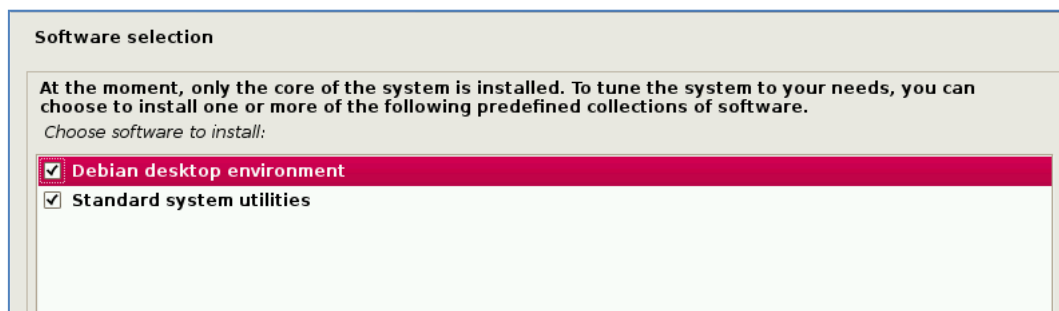 Software selection
At the moment, only the core of the system is installed. To tune the system to your needs, you can
choose to install one or more of the following predefined collections of software.
Choose software to install:
Debian desktop environment
Standard system utilities